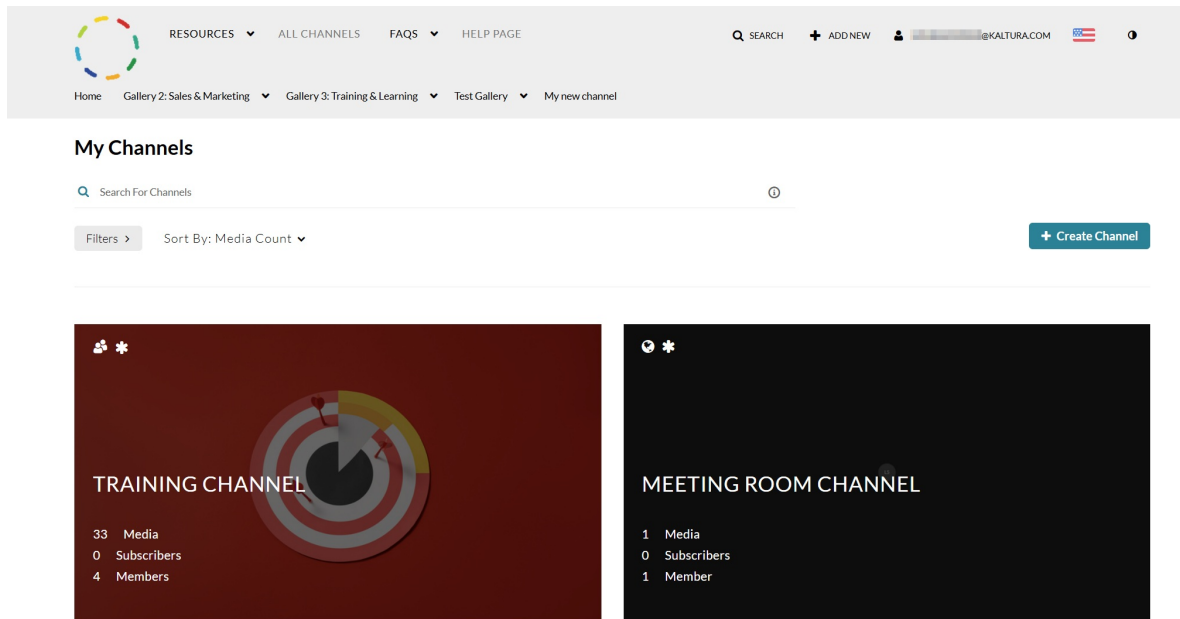 RESOURCES ALL CHANNELS FAQS HELP PAGE SEARCH ADD NEW @KALTURA.COM
Home Gallery 2: Sales & Marketing Gallery 3: Training & Learning Test Gallery My new channel
My Channels
Search For Channels
Filters Sort By: Media Count
+ Create Channel
TRAINING CHANNEL
33 Media
0 Subscribers
4 Members
MEETING ROOM CHANNEL
1 Media
0 Subscribers
1 Member